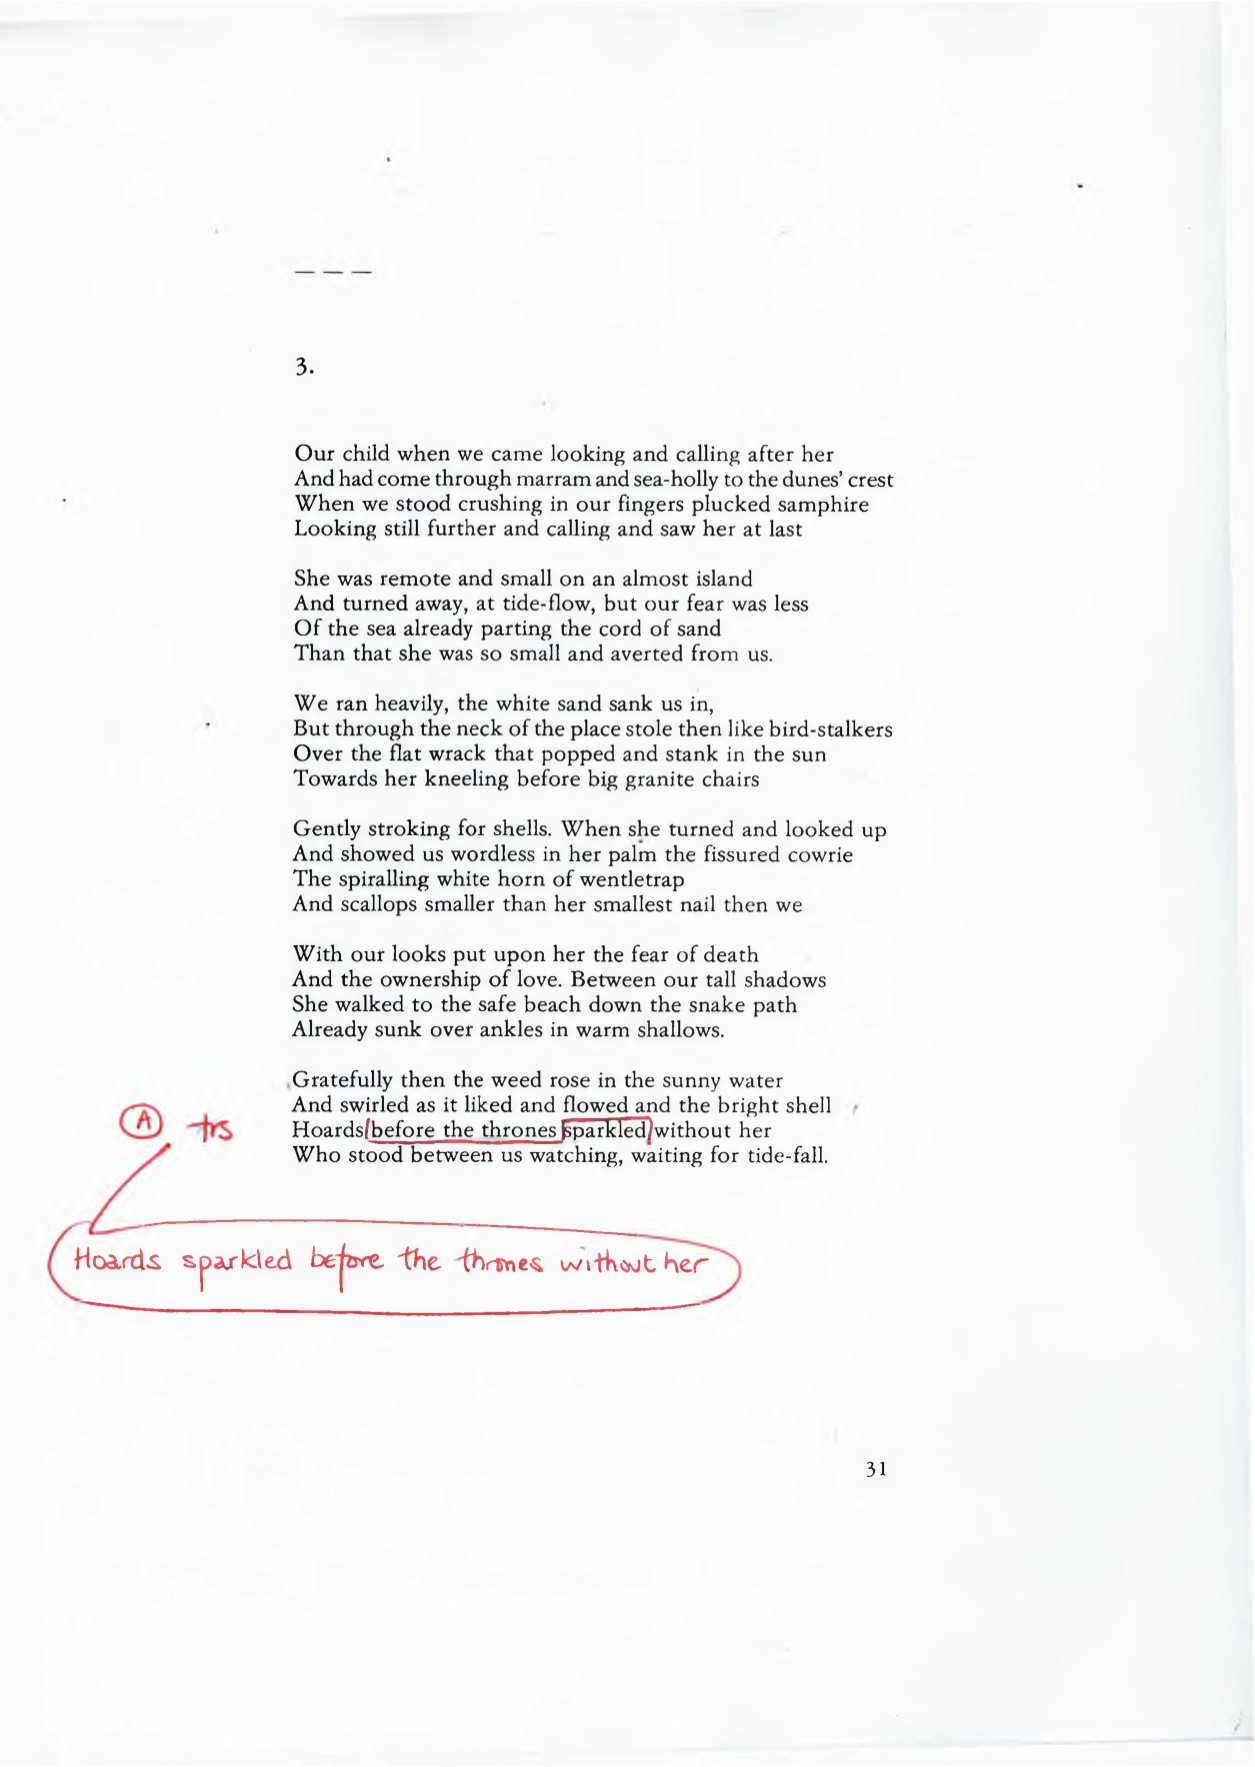 – – –
3.
Our child when we came looking and calling after her
And had come through marram and sea-holly to the dunes’ crest
When we stood crushing in our fingers plucked samphire
Looking still further and calling and saw her at last
She was remote and small on an almost island
And turned away, at tide-flow, but our fear was less
Of the sea already parting the cord of sand
Than that she was so small and averted from us.
We ran heavily, the white sand sank us in,
But through the neck of the place stole then like bird-stalkers
Over the flat wrack that popped and stank in the sun
Towards her kneeling before big granite chairs
Gently stroking for shells. When she turned and looked up
And showed us wordless in her palm the fissured cowrie
The spiralling white horn of wentletrap
And scallops smaller than her smallest nail then we
With our looks put upon her the fear of death
And the ownership of love. Between our tall shadows
She walked to the safe beach down the snake path
Already sunk over ankles in warm shallows.
Gratefully then the weed rose in the sunny water
And swirled as it liked and flowed and the bright shell
Hoards before the thrones sparkled without her
Who stood between us watching, waiting for tide-fall.
A trs
Hoards sparkled before the thrones without her
31